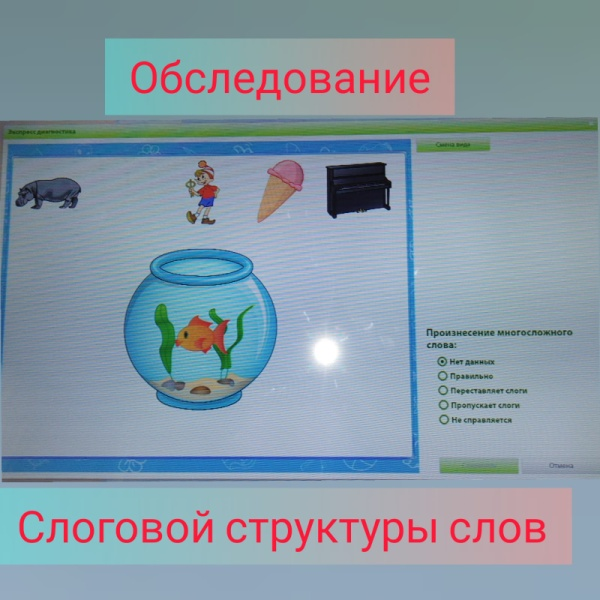 Обследование
Экспресс диагностика
Смена вида
Произнесение многосложного
слова:
Нет данных
Правильно
Переставляет слоги
Пропускает слоги
Не справляется
Отмена
Слоговой структуры слов